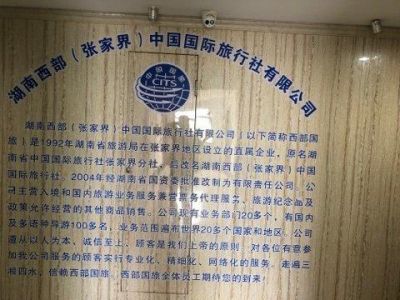 湖南西部（张家界）中国国际旅行社有限公司
中国国旅
CITS
湖南西部（张家界）中国国际旅行社有限公司（以下简称西部国
旅）是1992年湖南省旅游局在张家界地区设立的直属企业，原名湖
南省中国国际旅行社张家界分社，后改名湖南西部（张家界）中国
国际旅行社，2004年经湖南省国资委批准改制为有限责任公司。公
司主营入境和国内旅游业务服务兼营票务代理服务、旅游纪念品及
政策允许经营的其他商品销售。公司现有业务部门20多个，有国内
及多语种导游100多名，业务范围遍布世界20多个国家和地区。公司
遵从以人为本、诚信至上、顾客是我们上帝的原则，对各位有意参
加我公司服务的顾客实行专业化、精细化、网络化的服务。走遍三
湘四水，信赖西部国旅，西部国旅全体员工期待您的到来！